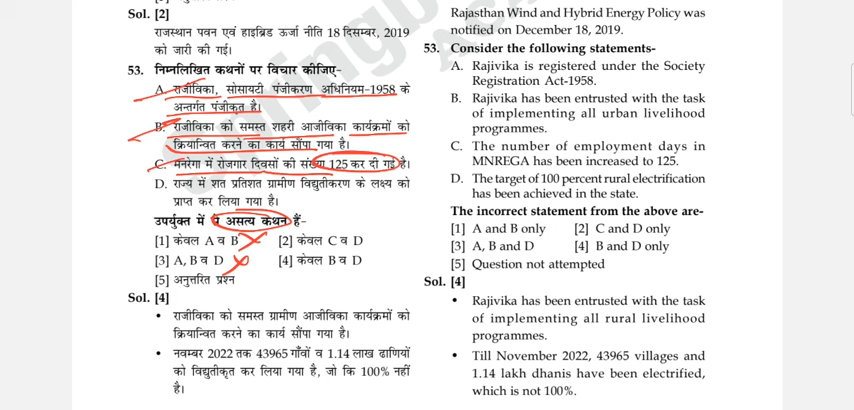 Sol. [2]
राजस्थान पवन एवं हाइब्रिड ऊर्जा नीति 18 दिसम्बर, 2019
को जारी की गई।
53. निम्नलिखित कथनों पर विचार कीजिए-
A. राजीविका, सोसायटी पंजीकरण अधिनियम-1958 के
अन्तर्गत पंजीकृत है।
B. राजीविका को समस्त शहरी आजीविका कार्यक्रमों को
क्रियान्वित करने का कार्य सौंपा गया है।
C. मनरेगा में रोजगार दिवसों की संख्या 125 कर दी गई है।
D. राज्य में शत प्रतिशत ग्रामीण विद्युतीकरण के लक्ष्य को
प्राप्त कर लिया गया है।
उपर्युक्त में से असत्य कथन हैं-
[1] केवल A व B [2] केवल C व D
[3] A, B व D [4] केवल B व D
[5] अनुत्तरित प्रश्न
Sol. [4]
• राजीविका को समस्त ग्रामीण आजीविका कार्यक्रमों को
क्रियान्वित करने का कार्य सौंपा गया है।
• नवम्बर 2022 तक 43965 गाँवों व 1.14 लाख ढाणियों
को विद्युतीकृत कर लिया गया है, जो कि 100% नहीं
है।
Rajasthan Wind and Hybrid Energy Policy was
notified on December 18, 2019.
53. Consider the following statements-
A. Rajivika is registered under the Society
Registration Act-1958.
B. Rajivika has been entrusted with the task
of implementing all urban livelihood
programmes.
C. The number of employment days in
MNREGA has been increased to 125.
D. The target of 100 percent rural electrification
has been achieved in the state.
The incorrect statement from the above are-
[1] A and B only [2] C and D only
[3] A, B and D [4] B and D only
[5] Question not attempted
Sol. [4]
• Rajivika has been entrusted with the task
of implementing all rural livelihood
programmes.
• Till November 2022, 43965 villages and
1.14 lakh dhanis have been electrified,
which is not 100%.